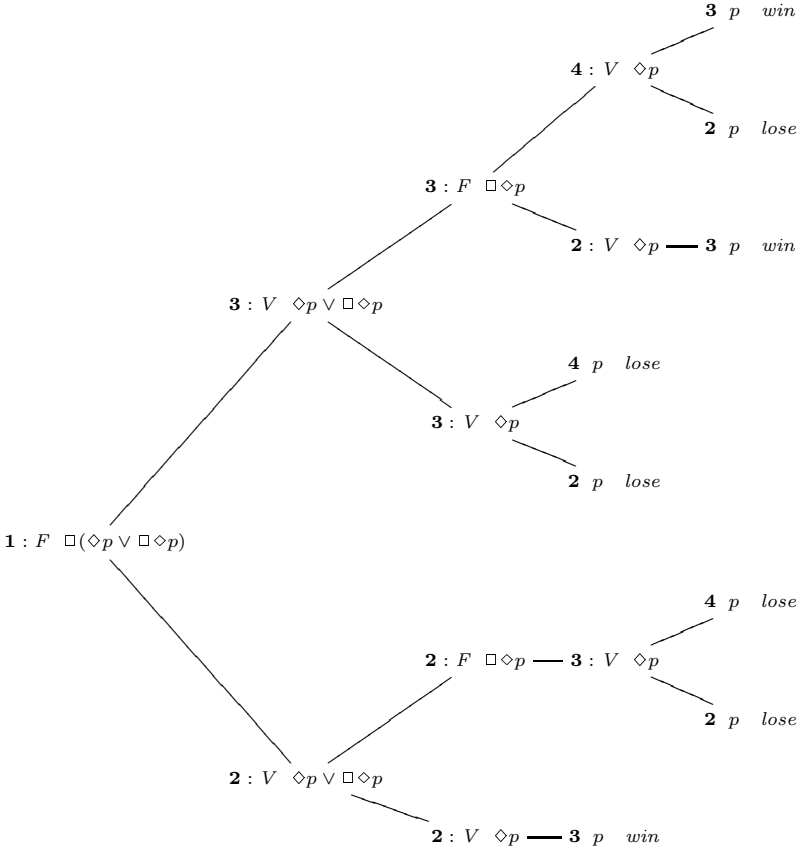 3 p win
4 : V ◇p
2 p lose
3 : F □◇p
2 : V ◇p 3 p win
3 : V ◇p ∨ □◇p
4 p lose
3 : V ◇p
2 p lose
1 : F □(◇p ∨ □◇p)
4 p lose
2 : F □◇p 3 : V ◇p
2 p lose
2 : V ◇p ∨ □◇p
2 : V ◇p 3 p win